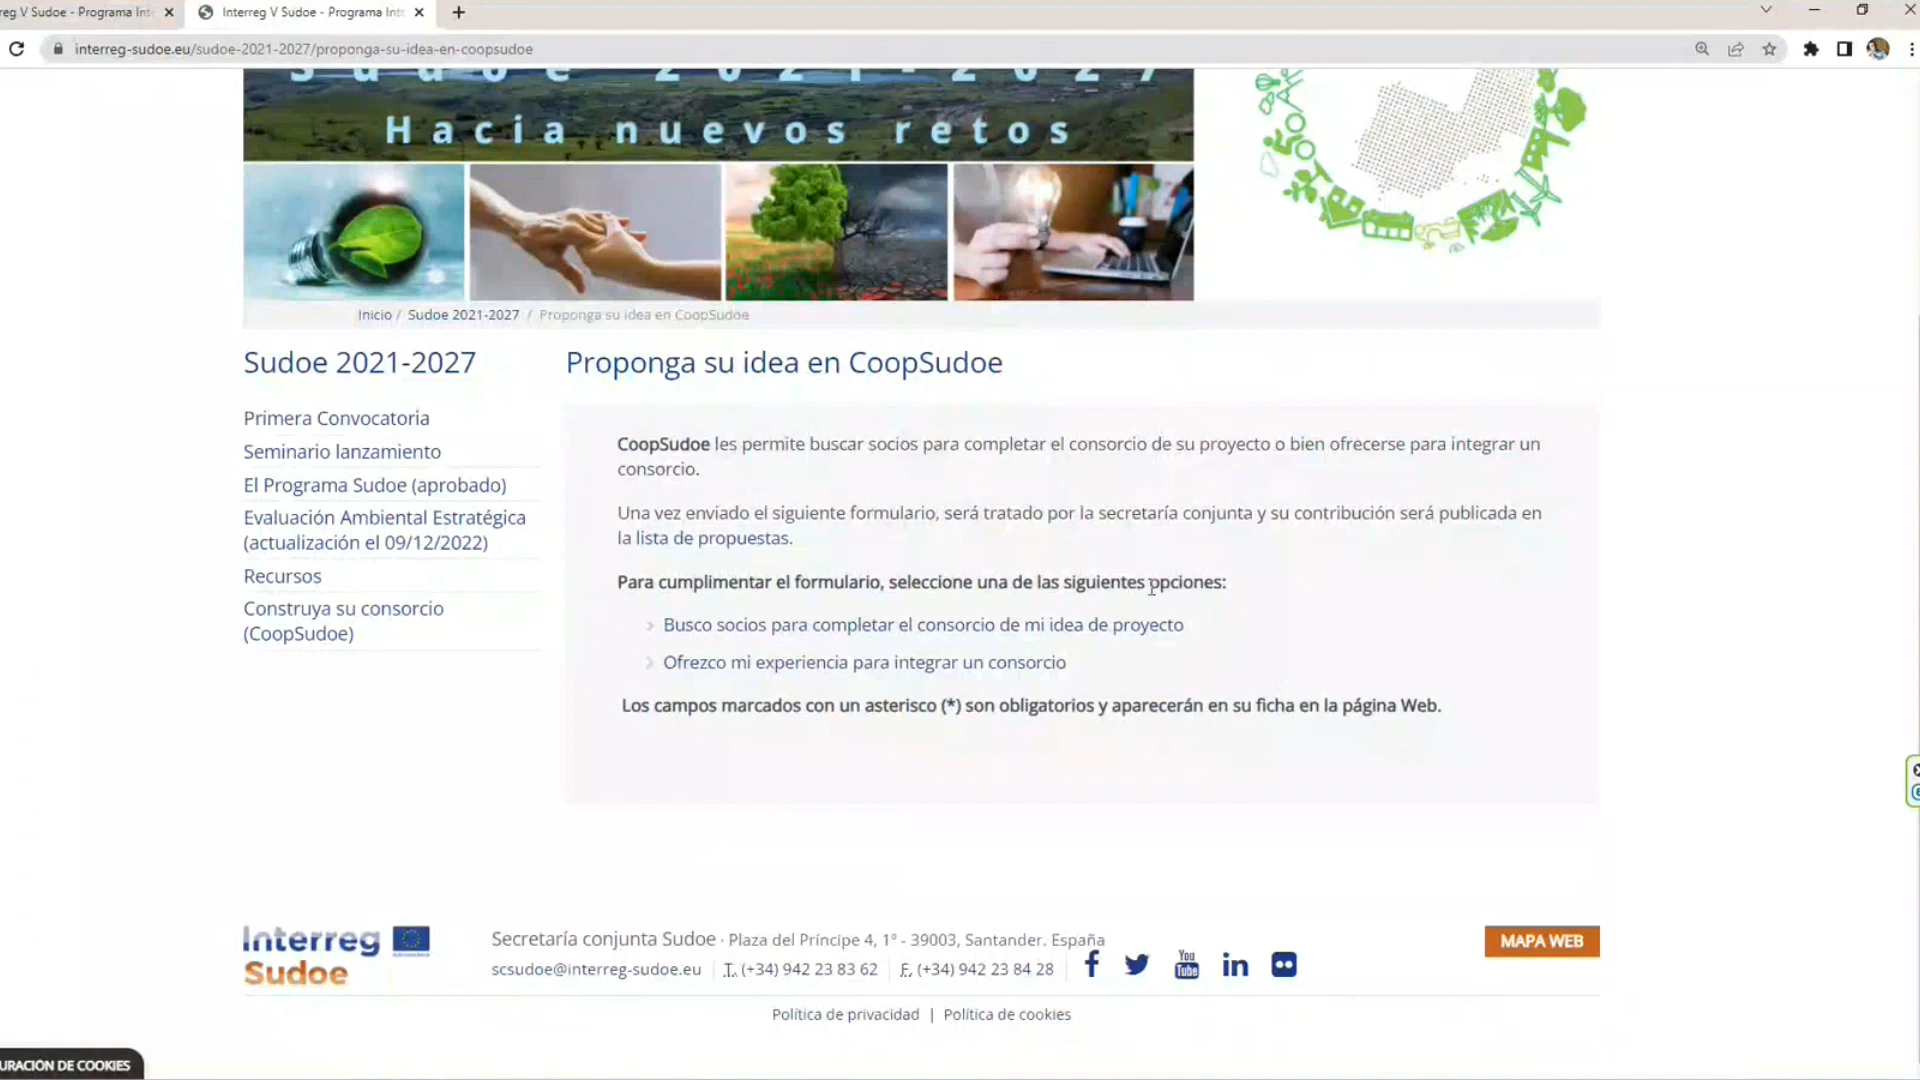 reg V Sudoe - Programa Int
Interreg V Sudoe - Programa Int
interreg-sudoe.eu/sudoe-2021-2027/proponga-su-idea-en-coopsudoe
Sudoe 2021-2027
Hacia nuevos retos
Inicio / Sudoe 2021-2027 / Proponga su idea en CoopSudoe
Sudoe 2021-2027
Primera Convocatoria
Seminario lanzamiento
El Programa Sudoe (aprobado)
Evaluación Ambiental Estratégica
(actualización el 09/12/2022)
Recursos
Construya su consorcio
(CoopSudoe)
Proponga su idea en CoopSudoe
CoopSudoe les permite buscar socios para completar el consorcio de su proyecto o bien ofrecerse para integrar un
consorcio.
Una vez enviado el siguiente formulario, será tratado por la secretaría conjunta y su contribución será publicada en
la lista de propuestas.
Para cumplimentar el formulario, seleccione una de las siguientes opciones:
Busco socios para completar el consorcio de mi idea de proyecto
Ofrezco mi experiencia para integrar un consorcio
Los campos marcados con un asterisco (*) son obligatorios y aparecerán en su ficha en la página Web.
Interreg
Sudoe
Secretaría conjunta Sudoe · Plaza del Príncipe 4, 1º - 39003, Santander. España
scsudoe@interreg-sudoe.eu | T. (+34) 942 23 83 62 | F. (+34) 942 23 84 28
You
Tube
in
MAPA WEB
Política de privacidad | Política de cookies
URACIÓN DE COOKIES